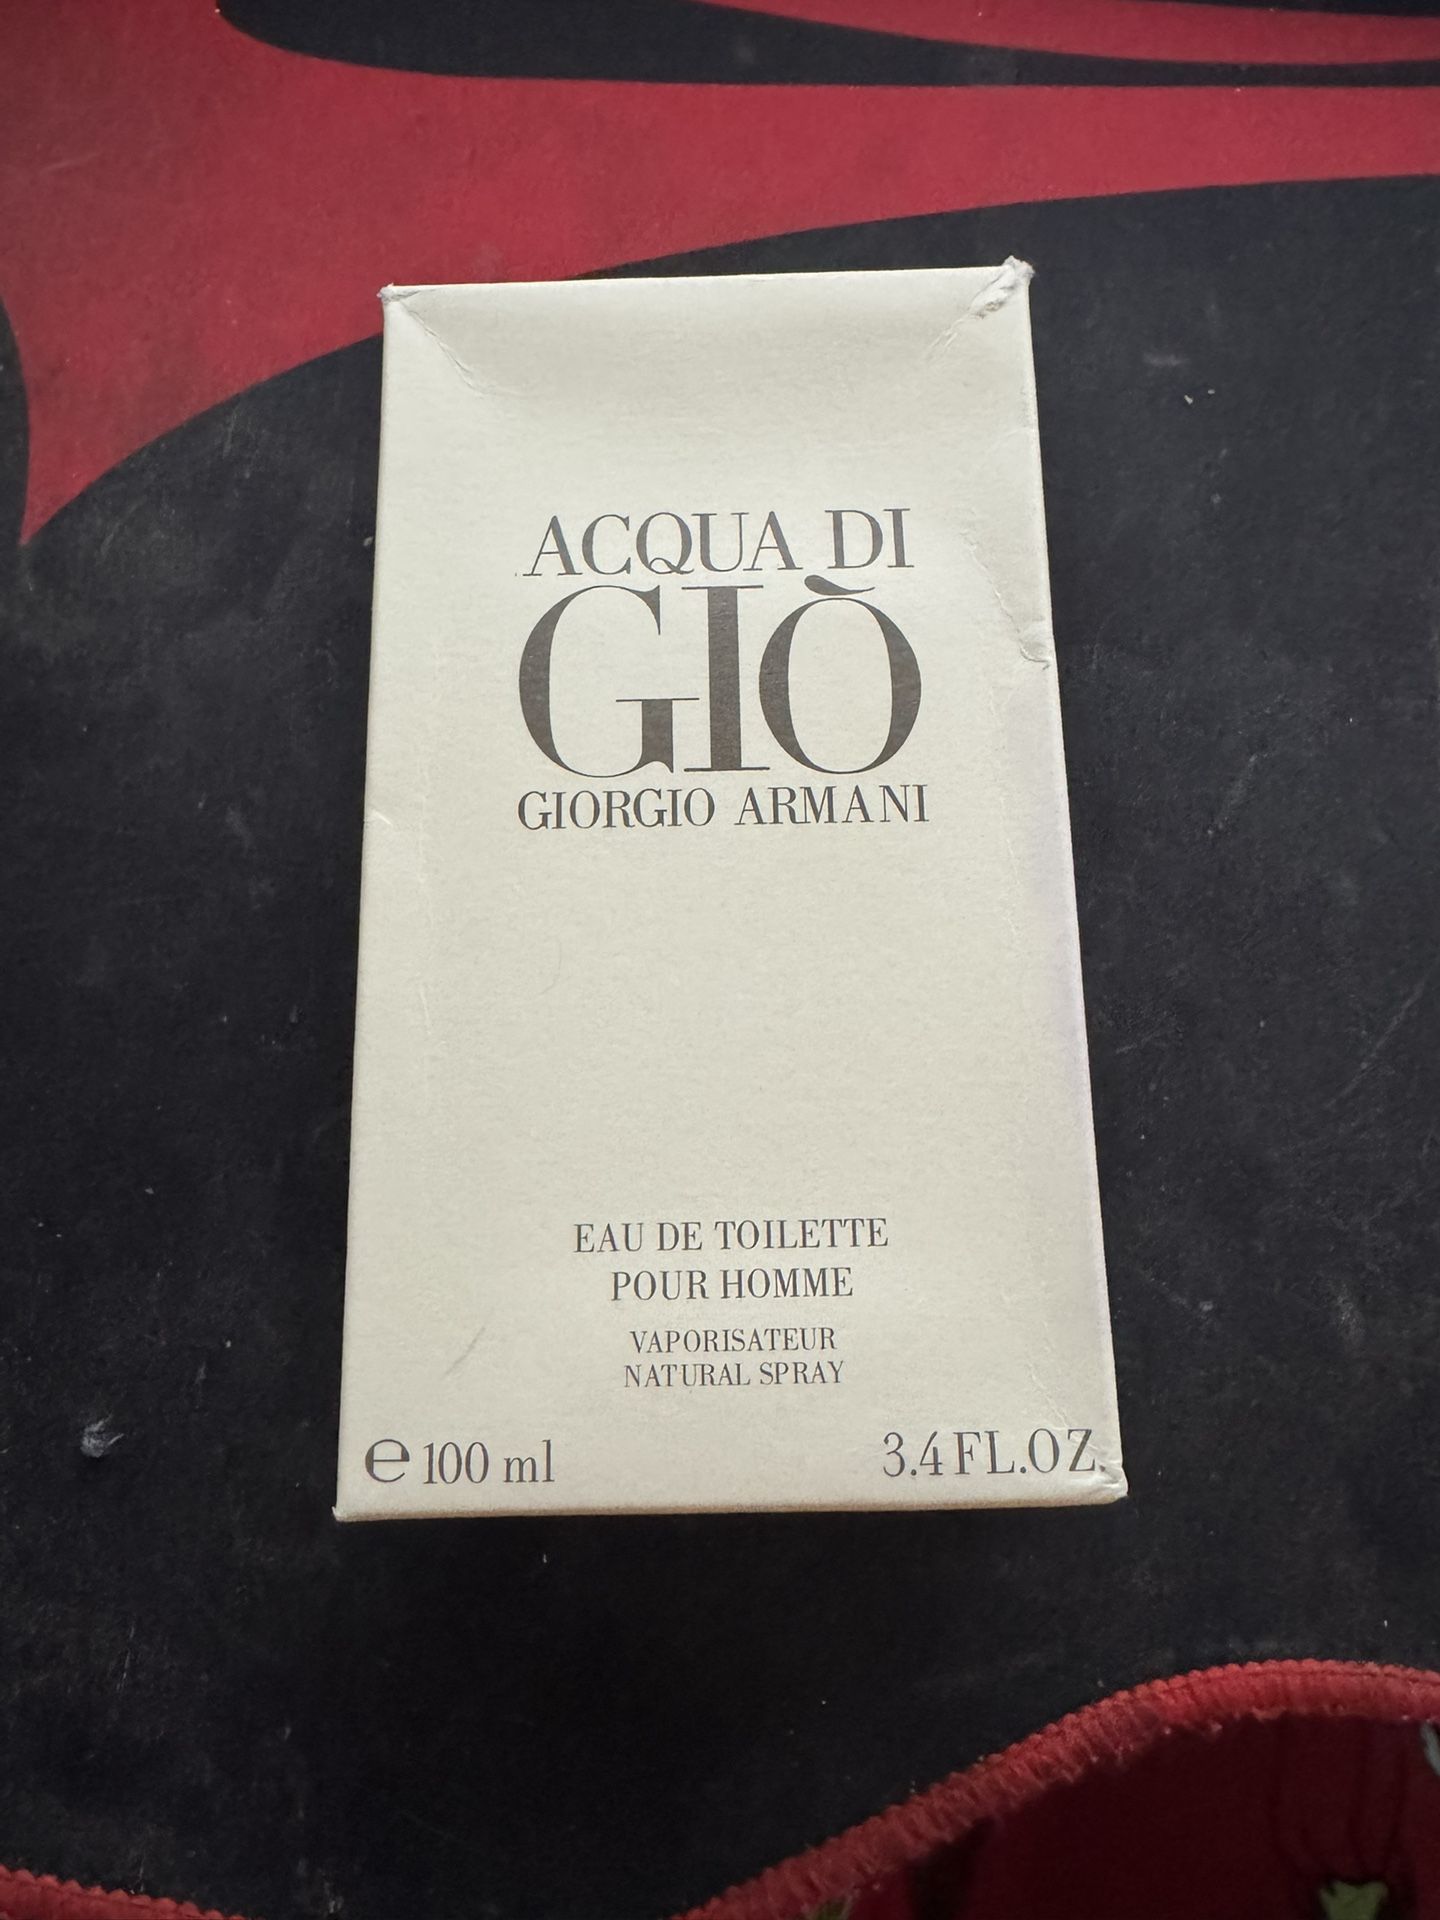 ACQUA DI
GIÒ
GIORGIO ARMANI
EAU DE TOILETTE
POUR HOMME
VAPORISATEUR
NATURAL SPRAY
℮ 100 ml
3.4 FL.OZ.